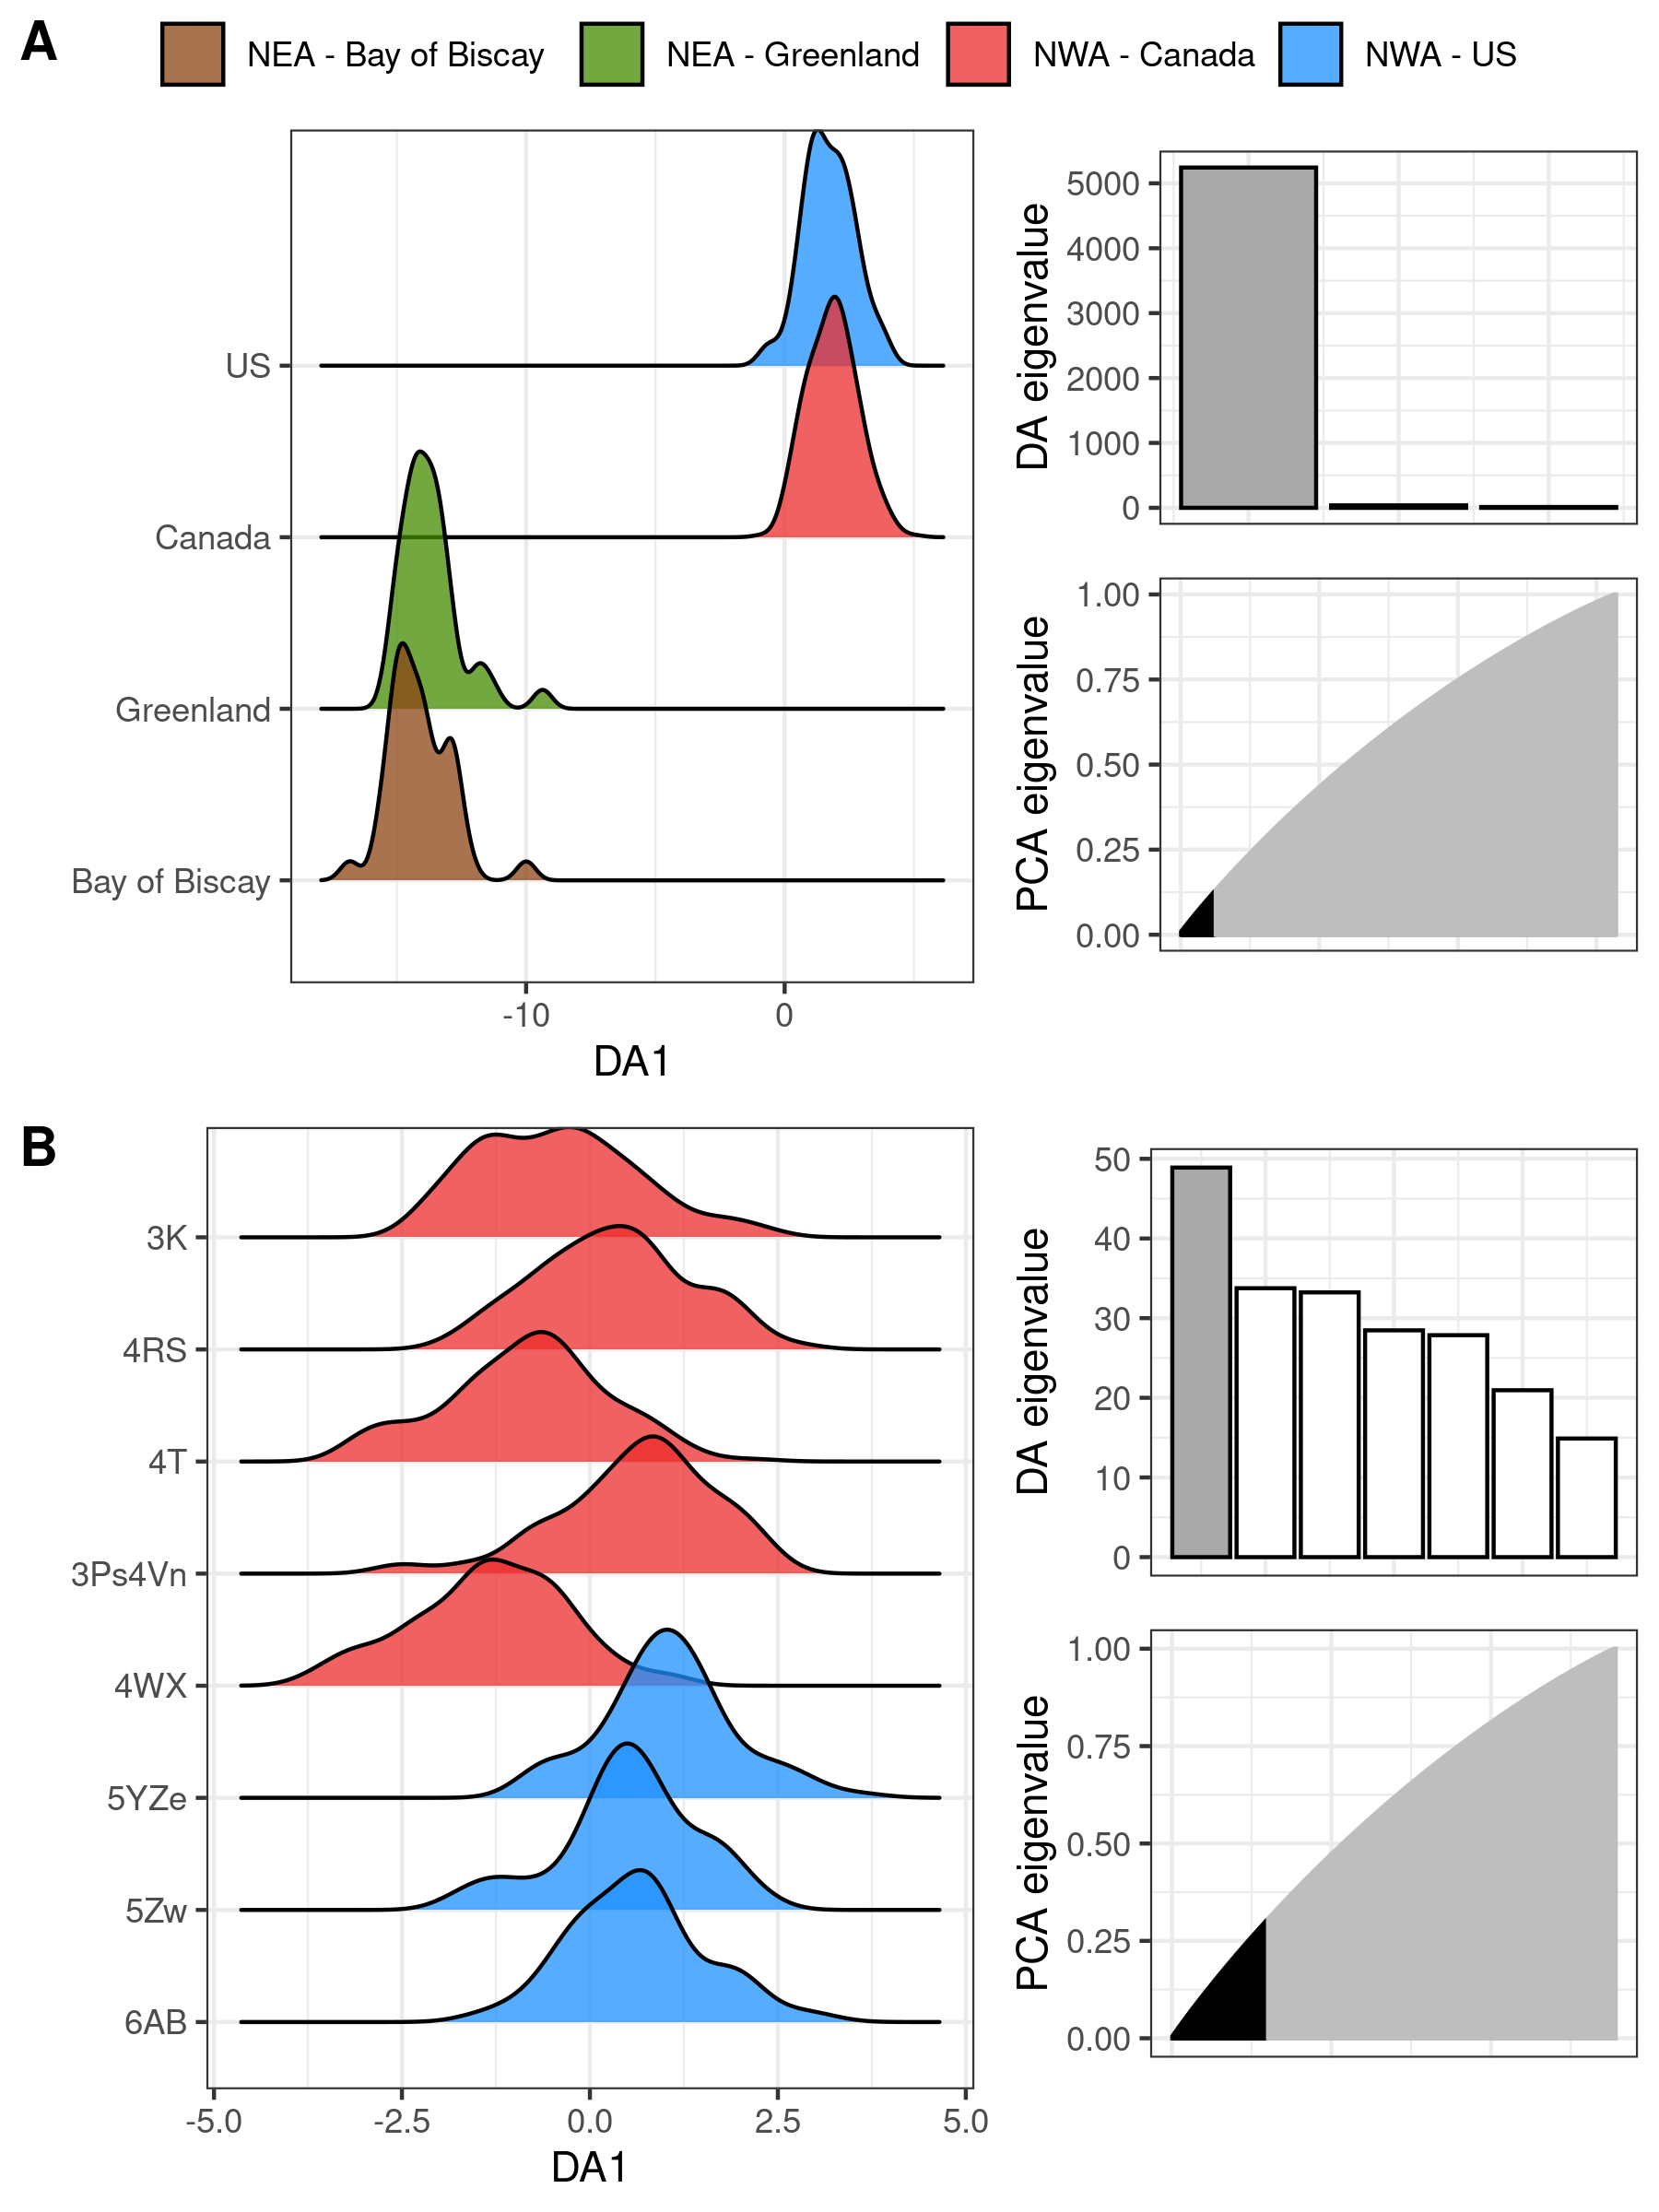 A
NEA - Bay of Biscay NEA - Greenland NWA - Canada NWA - US
US
Canada
Greenland
Bay of Biscay
-10 0
DA1
DA eigenvalue
5000
4000
3000
2000
1000
0
PCA eigenvalue
1.00
0.75
0.50
0.25
0.00
B
3K
4RS
4T
3Ps4Vn
4WX
5YZe
5Zw
6AB
-5.0 -2.5 0.0 2.5 5.0
DA1
DA eigenvalue
50
40
30
20
10
0
PCA eigenvalue
1.00
0.75
0.50
0.25
0.00